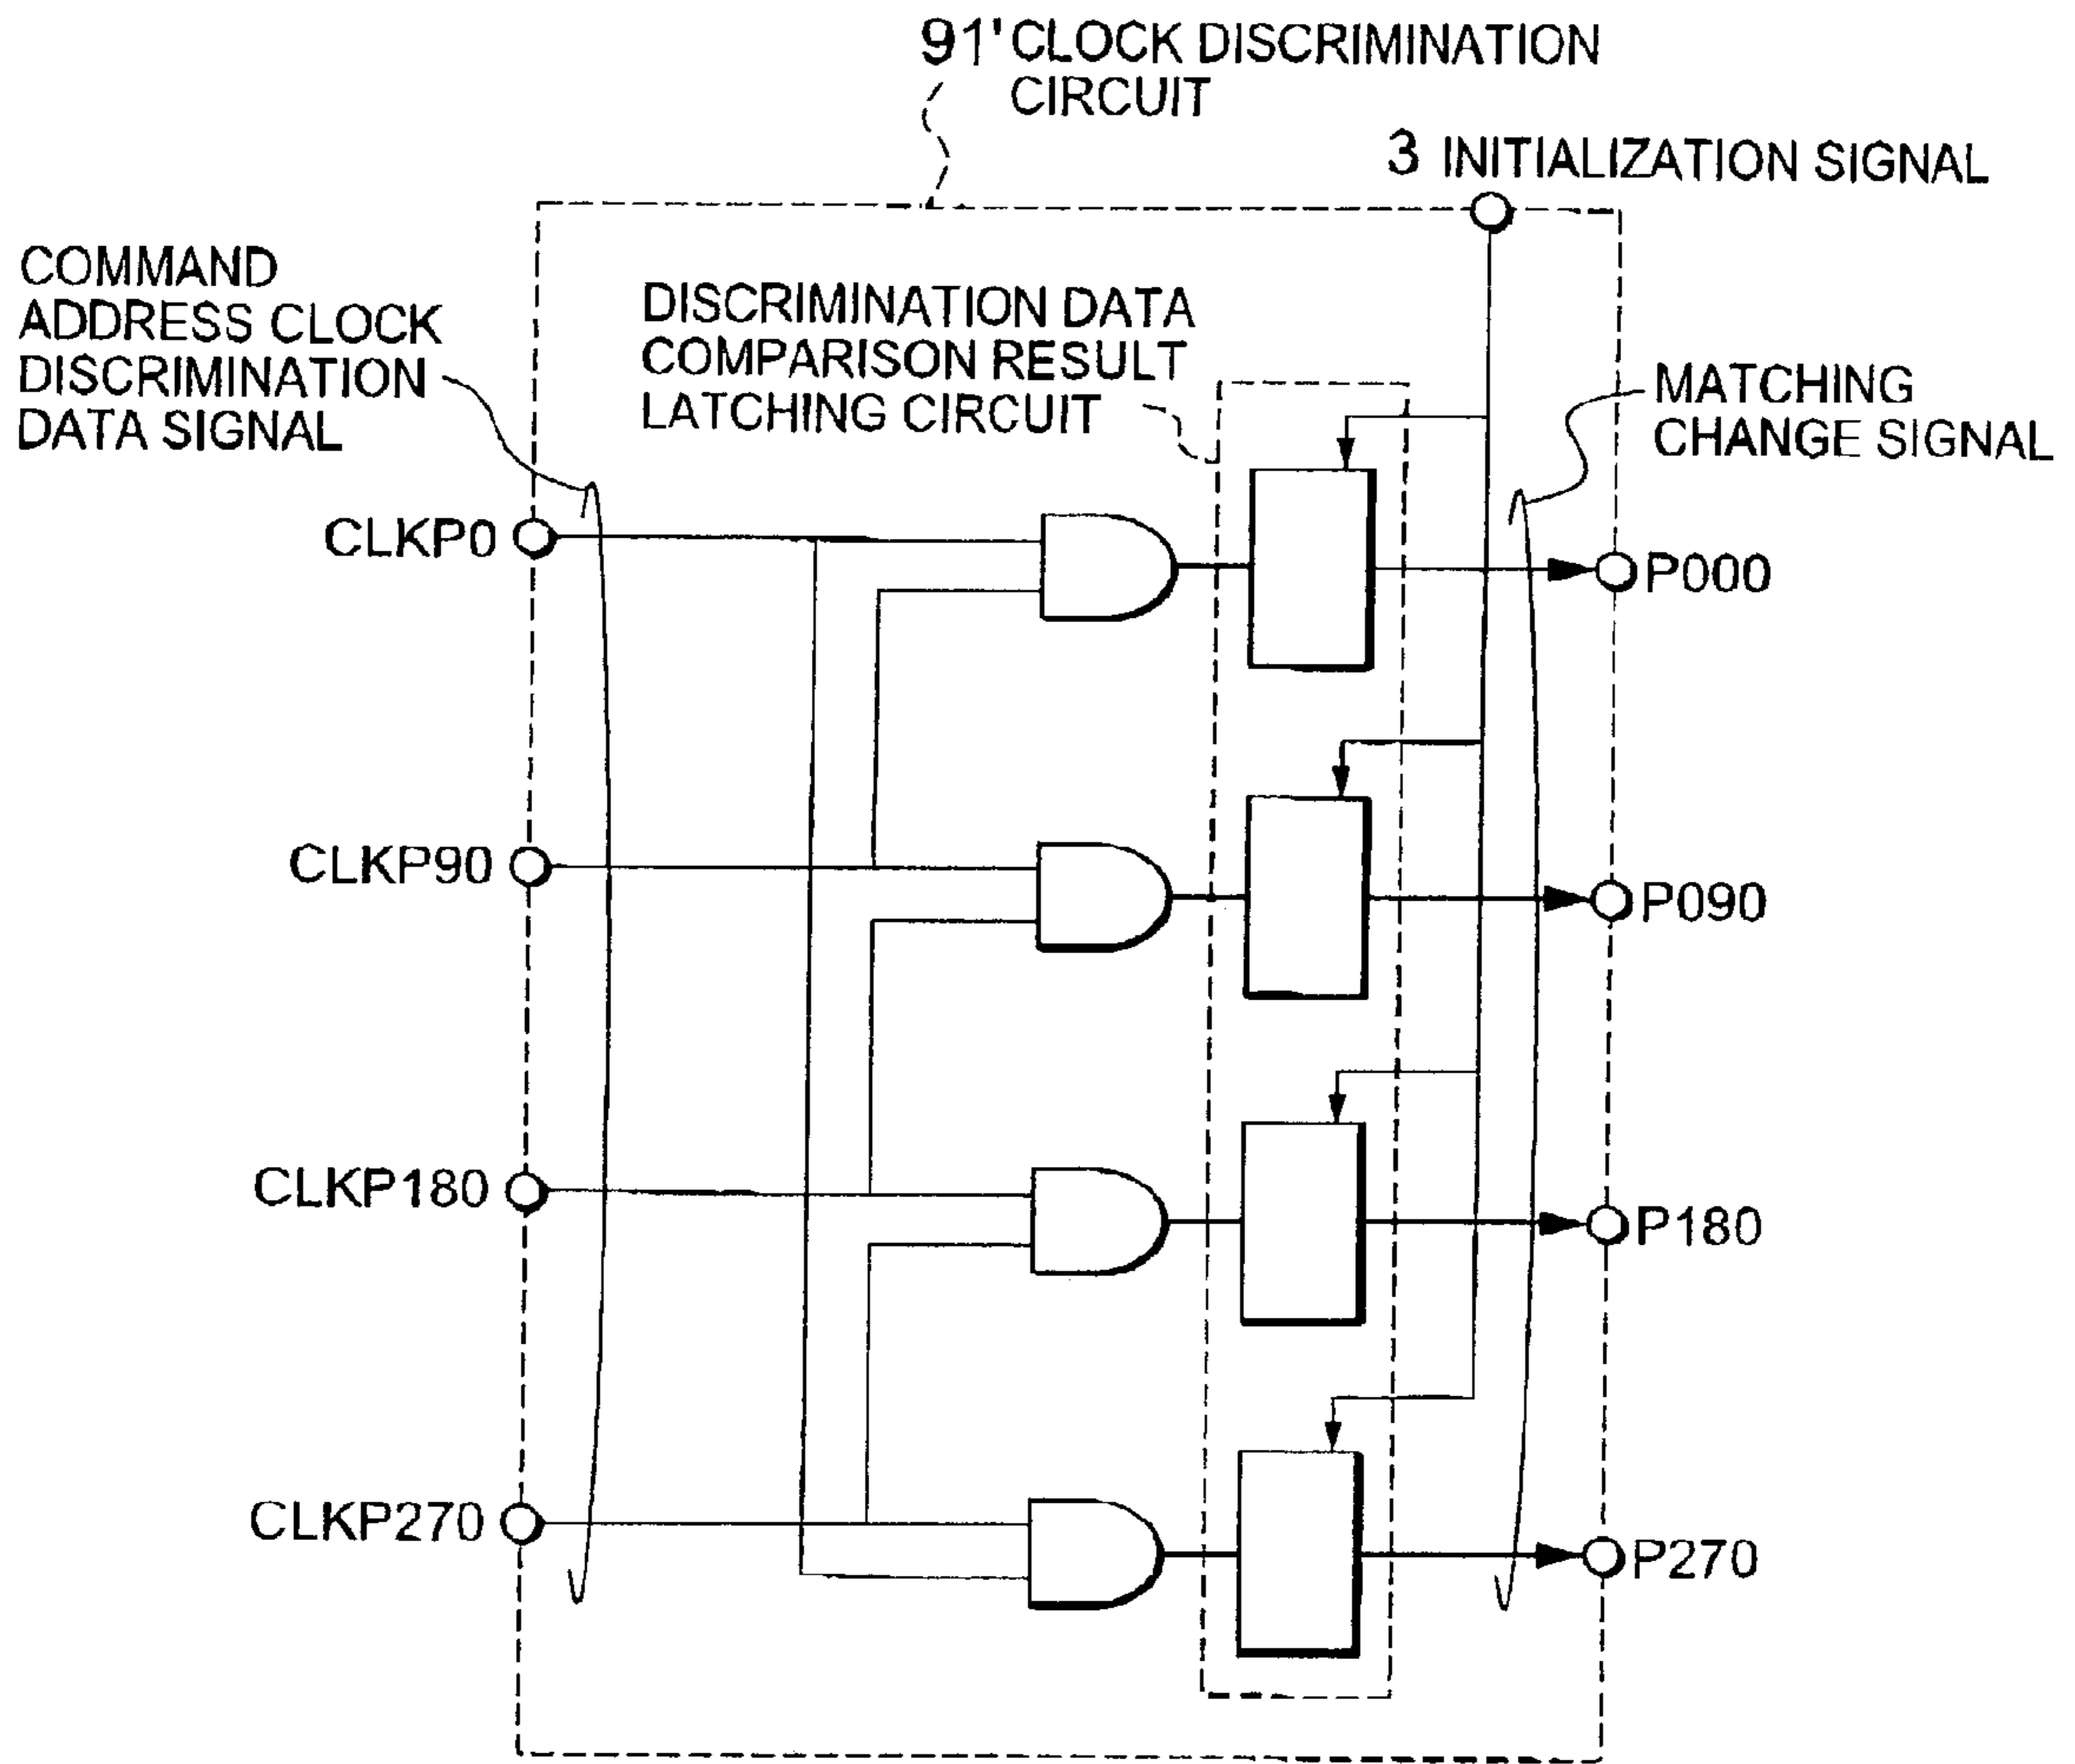 91' CLOCK DISCRIMINATION
CIRCUIT
3 INITIALIZATION SIGNAL
COMMAND
ADDRESS CLOCK
DISCRIMINATION
DATA SIGNAL
DISCRIMINATION DATA
COMPARISON RESULT
LATCHING CIRCUIT
MATCHING
CHANGE SIGNAL
CLKP0
P000
CLKP90
P090
CLKP180
P180
CLKP270
P270